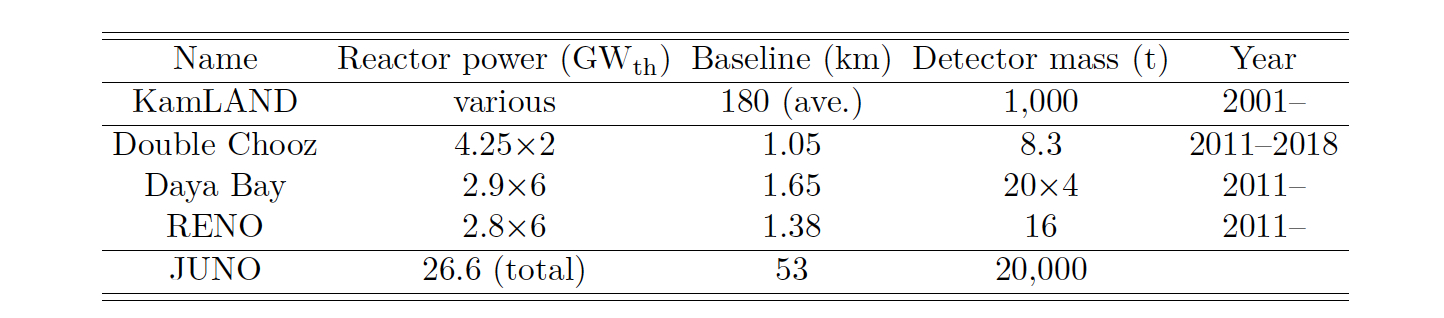 Name Reactor power (GWth) Baseline (km) Detector mass (t) Year
KamLAND various 180 (ave.) 1,000 2001–
Double Chooz 4.25×2 1.05 8.3 2011–2018
Daya Bay 2.9×6 1.65 20×4 2011–
RENO 2.8×6 1.38 16 2011–
JUNO 26.6 (total) 53 20,000